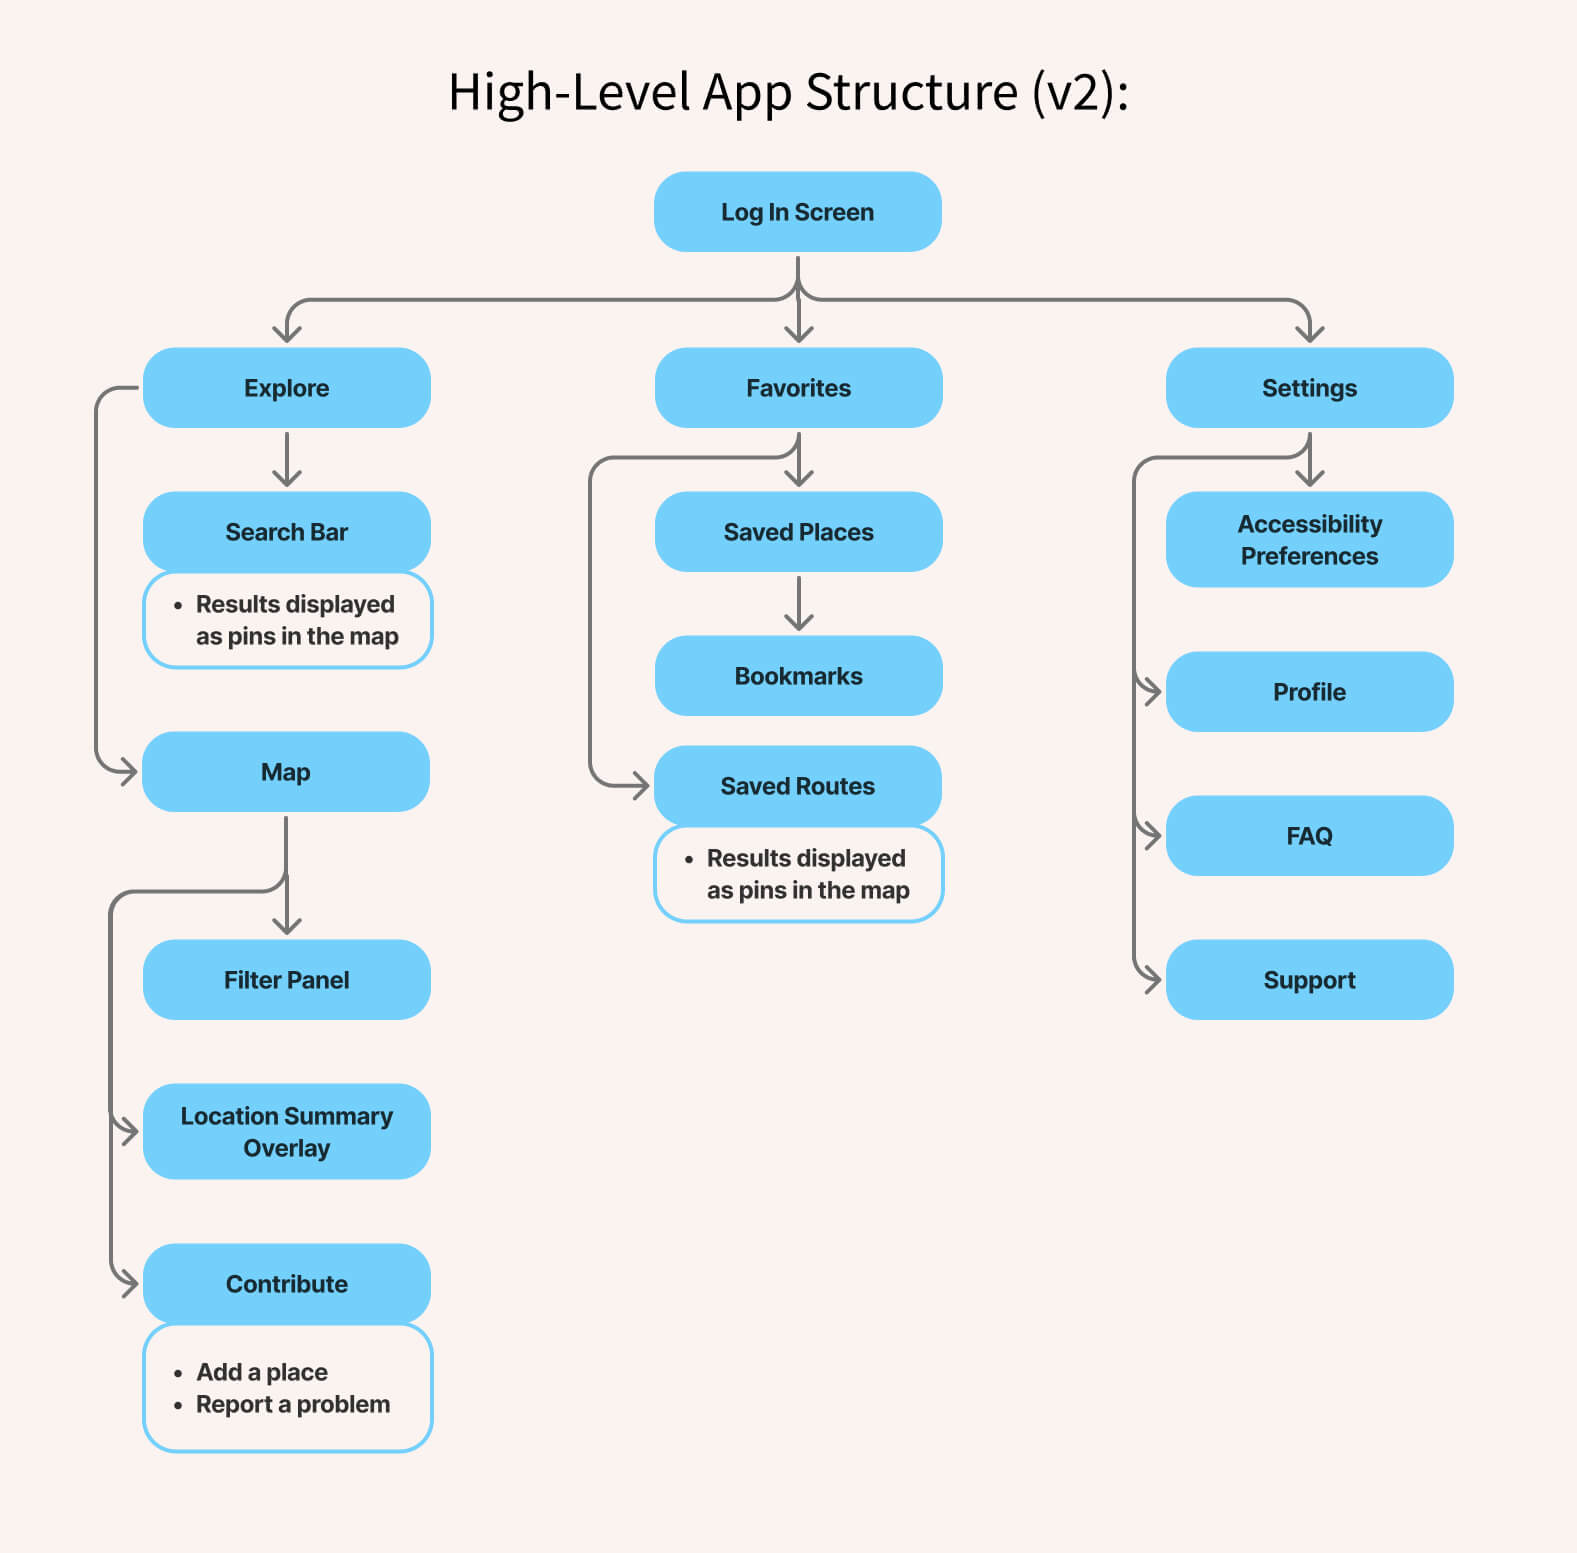 High-Level App Structure (v2):
Log In Screen
Explore
Favorites
Settings
Search Bar
• Results displayed
as pins in the map
Map
Filter Panel
Location Summary
Overlay
Contribute
• Add a place
• Report a problem
Saved Places
Bookmarks
Saved Routes
• Results displayed
as pins in the map
Accessibility
Preferences
Profile
FAQ
Support